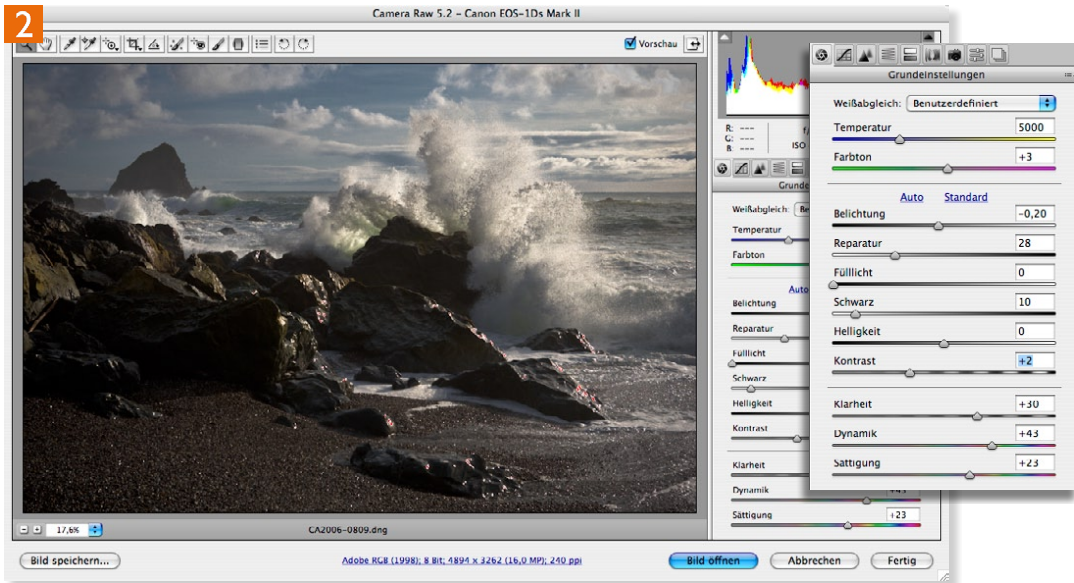 2
Camera Raw 5.2 – Canon EOS-1Ds Mark II
Vorschau
R: ---
G: ---
B: ---
f/
ISO
Grunde
Weißabgleich: Be
Temperatur
Farbton
Auto
Belichtung
Reparatur
Fülllicht
Schwarz
Helligkeit
Kontrast
Klarheit
Dynamik +43
Sättigung +23
Grundeinstellungen
Weißabgleich: Benutzerdefiniert
Temperatur 5000
Farbton +3
Auto Standard
Belichtung -0,20
Reparatur 28
Fülllicht 0
Schwarz 10
Helligkeit 0
Kontrast +2
Klarheit +30
Dynamik +43
Sättigung +23
17,6%
CA2006-0809.dng
Bild speichern...
Adobe RGB (1998); 8 Bit; 4894 x 3262 (16,0 MP); 240 ppi
Bild öffnen
Abbrechen
Fertig